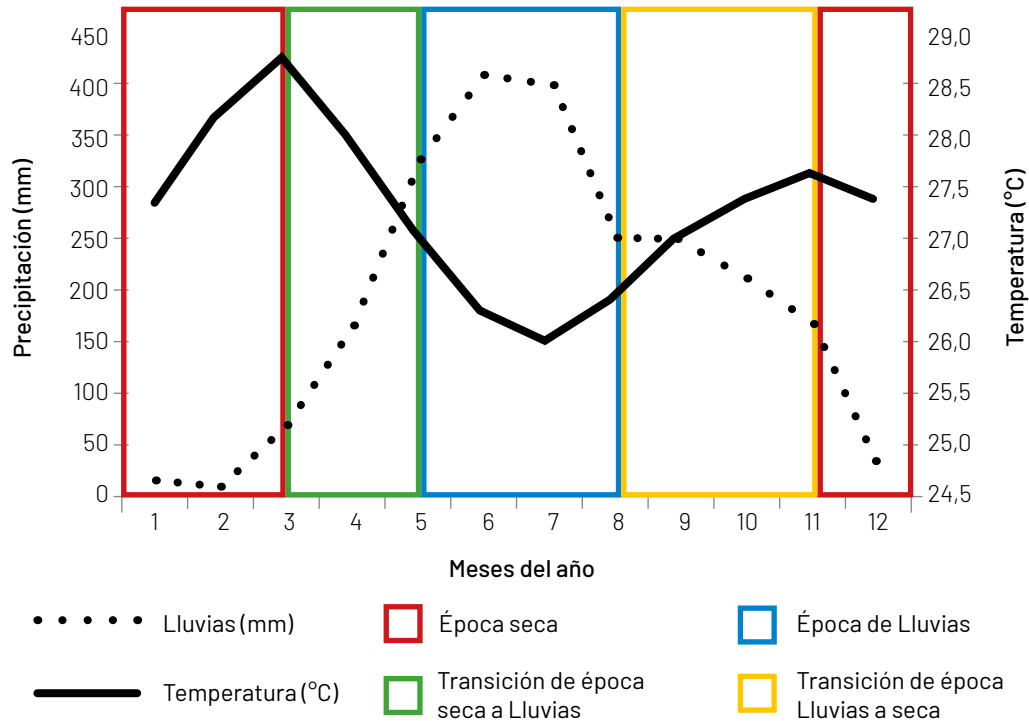 450
400
350
300
250
200
150
100
50
0
Precipitación (mm)
29,0
28,5
28,0
27,5
27,0
26,5
26,0
25,5
25,0
24,5
Temperatura (°C)
1 2 3 4 5 6 7 8 9 10 11 12
Meses del año
Lluvias (mm)
Época seca
Época de Lluvias
Temperatura (°C)
Transición de época
seca a Lluvias
Transición de época
Lluvias a seca